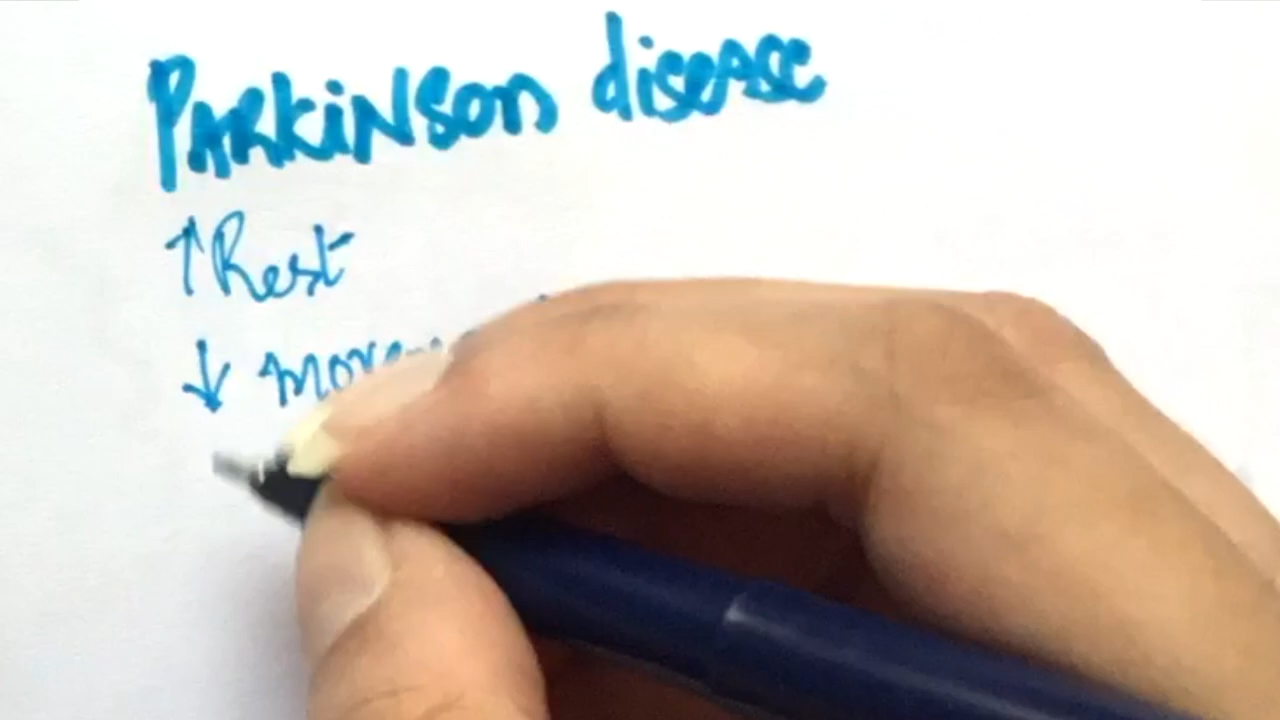 Parkinson disease
↑ Rest
↓